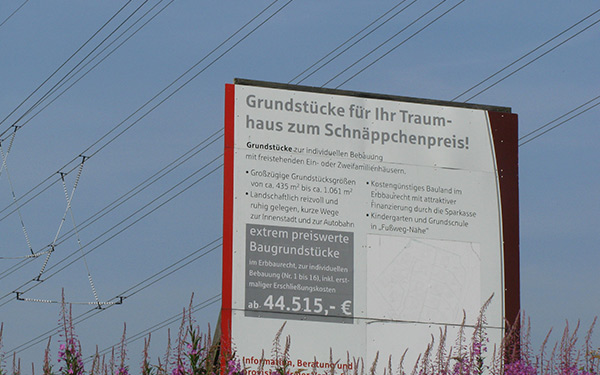 Grundstücke für Ihr Traum-
haus zum Schnäppchenpreis!
Grundstücke zur individuellen Bebauung
mit freistehenden Ein- oder Zweifamilienhäusern.
• Großzügige Grundstücksgrößen
von ca. 435 m² bis ca. 1.061 m²
• Landschaftlich reizvoll und
ruhig gelegen, kurze Wege
zur Innenstadt und zur Autobahn
• Kostengünstiges Bauland im
Erbbaurecht mit attraktiver
Finanzierung durch die Sparkasse
• Kindergarten und Grundschule
in „Fußweg-Nähe"
extrem preiswerte
Baugrundstücke
im Erbbaurecht, zur individuellen
Bebauung (Nr. 1 bis 16), inkl. erst-
maliger Erschließungskosten
ab 44.515,- €
Information, Beratung und